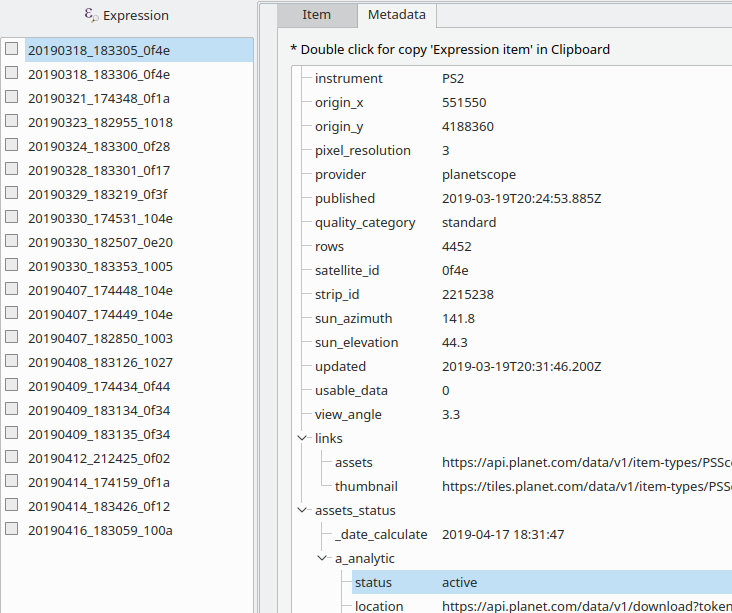 Expression
20190318_183305_0f4e
20190318_183306_0f4e
20190321_174348_0f1a
20190323_182955_1018
20190324_183300_0f28
20190328_183301_0f17
20190329_183219_0f3f
20190330_174531_104e
20190330_182507_0e20
20190330_183353_1005
20190407_174448_104e
20190407_174449_104e
20190407_182850_1003
20190408_183126_1027
20190409_174434_0f44
20190409_183134_0f34
20190409_183135_0f34
20190412_212425_0f02
20190414_174159_0f1a
20190414_183426_0f12
20190416_183059_100a
Item Metadata
* Double click for copy 'Expression item' in Clipboard
instrument PS2
origin_x 551550
origin_y 4188360
pixel_resolution 3
provider planetscope
published 2019-03-19T20:24:53.885Z
quality_category standard
rows 4452
satellite_id 0f4e
strip_id 2215238
sun_azimuth 141.8
sun_elevation 44.3
updated 2019-03-19T20:31:46.200Z
usable_data 0
view_angle 3.3
links
assets https://api.planet.com/data/v1/item-types/PSSc
thumbnail https://tiles.planet.com/data/v1/item-types/PSSc
assets_status
_date_calculate 2019-04-17 18:31:47
a_analytic
status active
location https://api.planet.com/data/v1/download?token